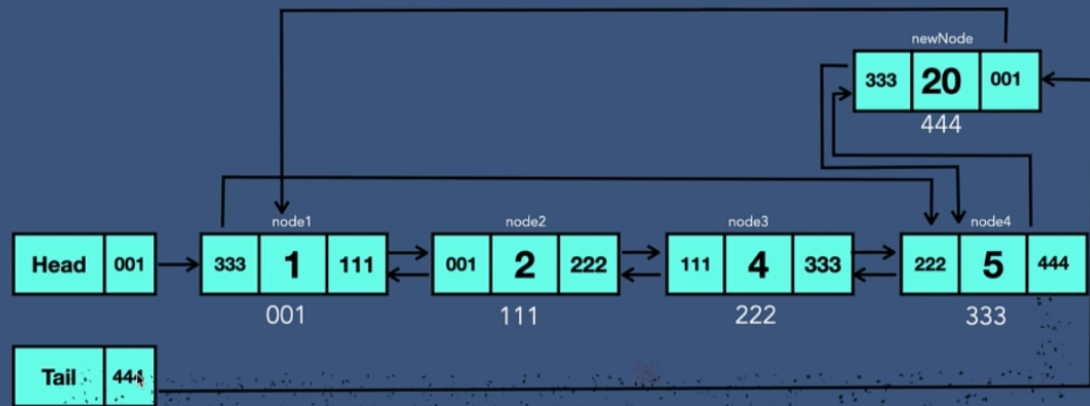 newNode
333 20 001
444
node1 node2 node3 node4
Head 001 333 1 111 001 2 222 111 4 333 222 5 444
001 111 222 333
Tail 444